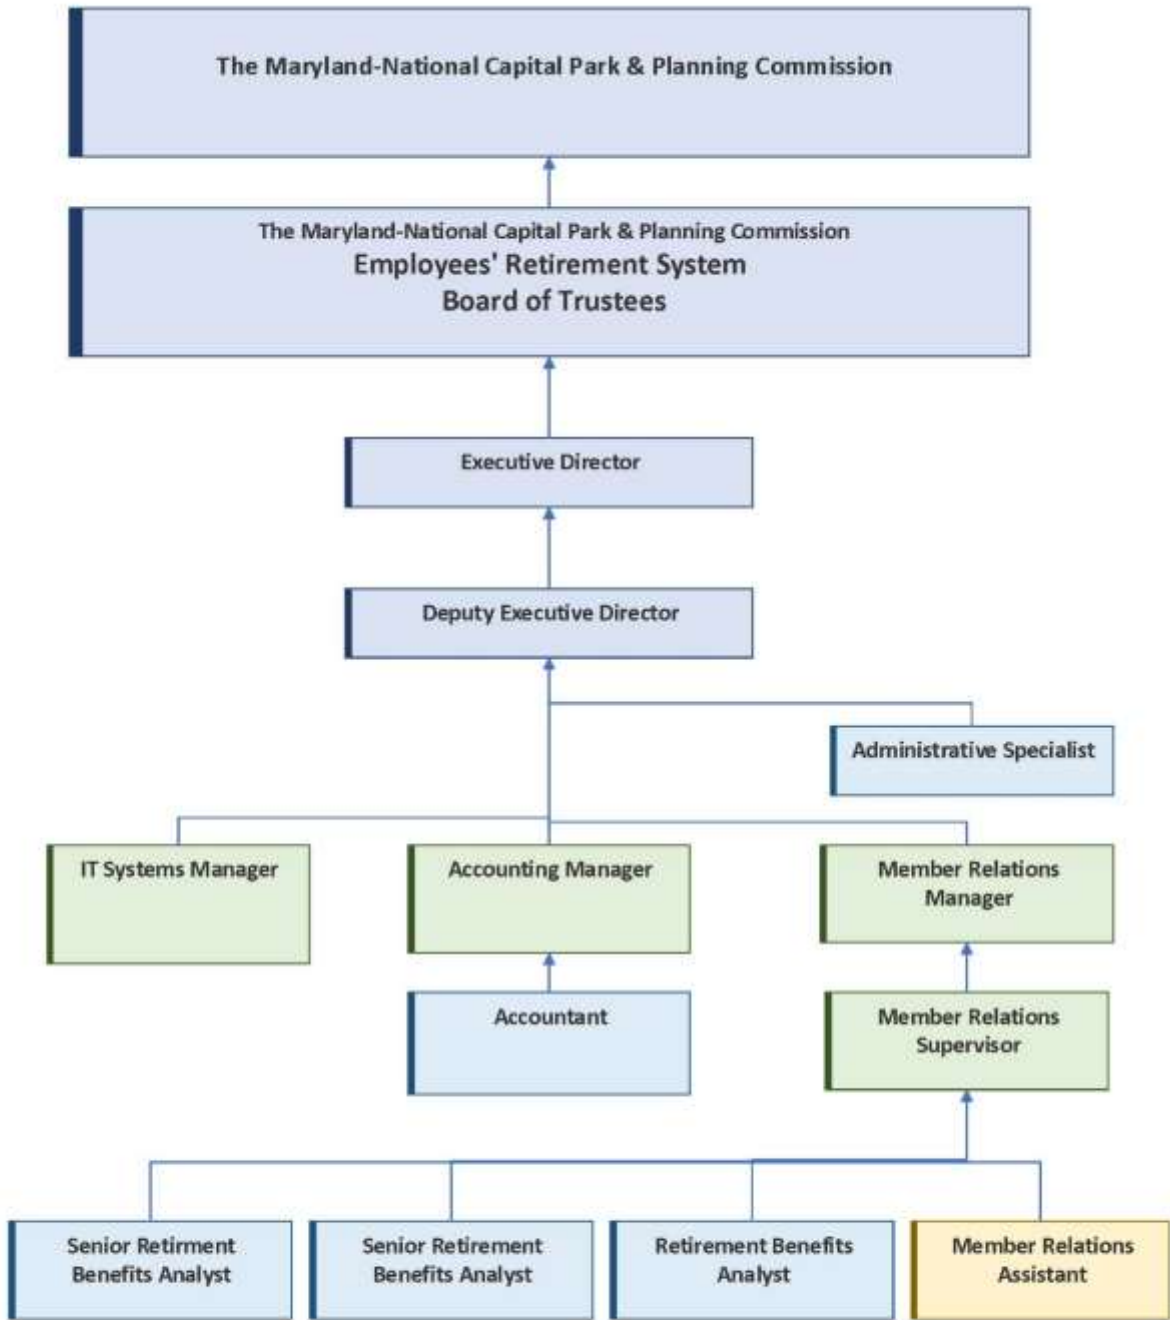 The Maryland-National Capital Park & Planning Commission
The Maryland-National Capital Park & Planning Commission
Employees' Retirement System
Board of Trustees
Executive Director
Deputy Executive Director
Administrative Specialist
IT Systems Manager
Accounting Manager
Member Relations
Manager
Accountant
Member Relations
Supervisor
Senior Retirment
Benefits Analyst
Senior Retirement
Benefits Analyst
Retirement Benefits
Analyst
Member Relations
Assistant